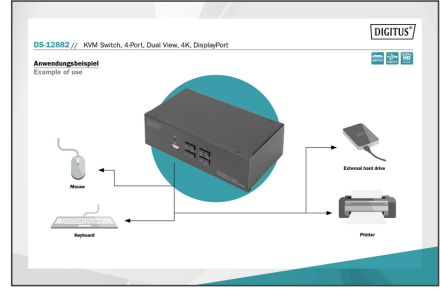 DIGITUS®
DS-12882 // KVM Switch, 4-Port, Dual View, 4K, DisplayPort
Anwendungsbeispiel
Example of use
Mouse
External hard drive
Keyboard
Printer